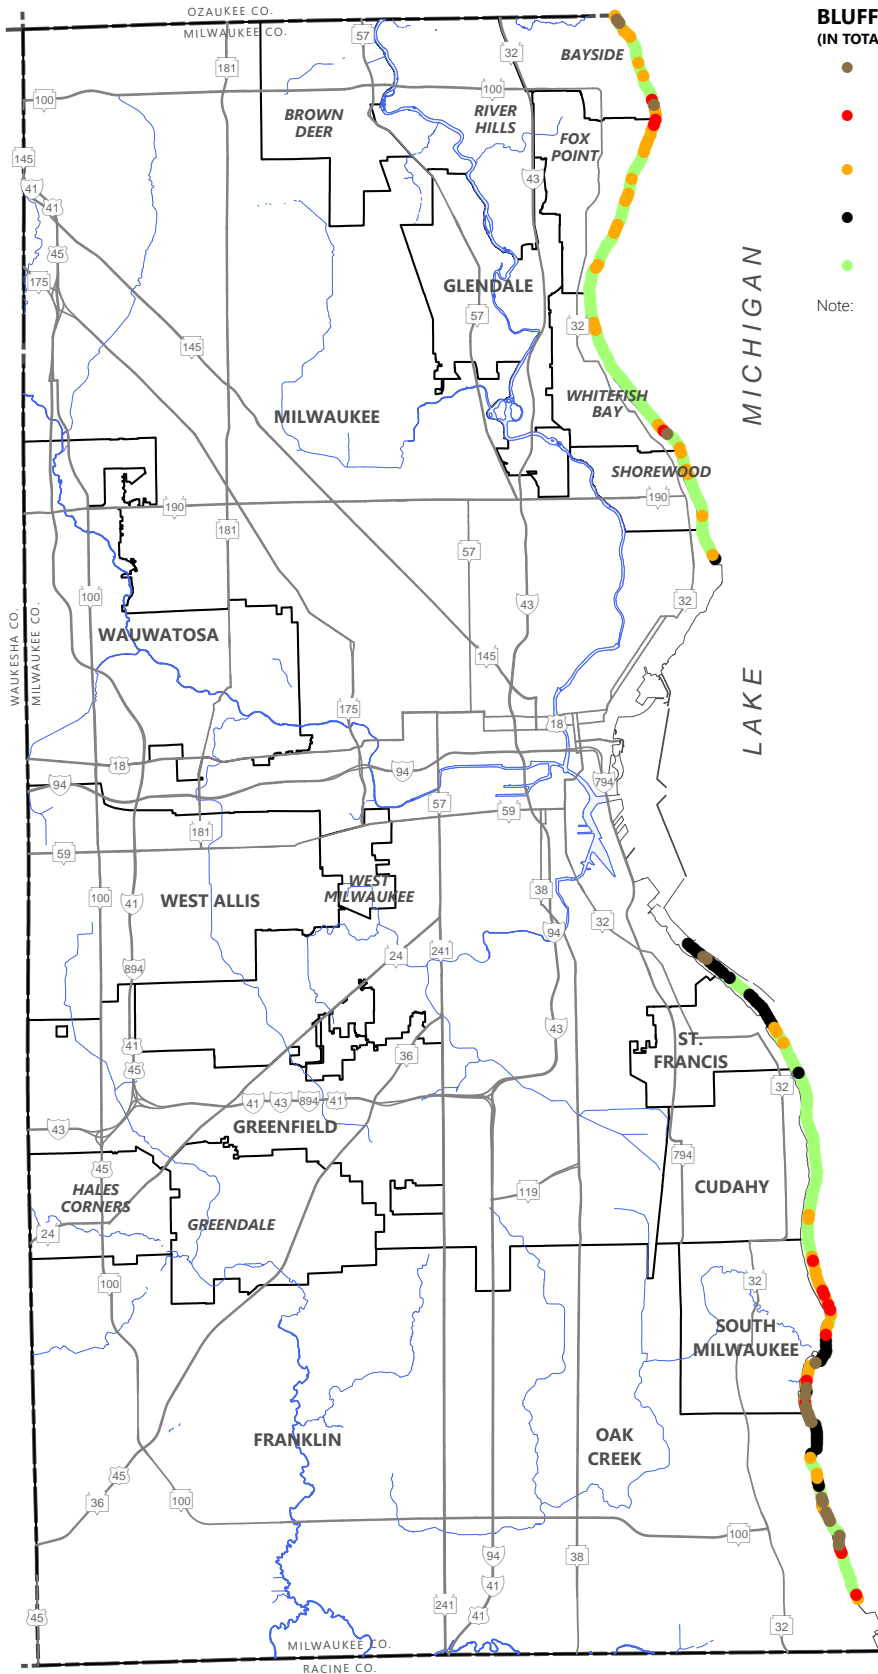 OZAUKEE CO.
MILWAUKEE CO.
BLUFF
(IN TOTA
57
32
BAYSIDE
181
100
100
BROWN
DEER
RIVER
HILLS
FOX
POINT
145
41
41
43
45
175
GLENDALE
Note:
57
32
145
MICHIGAN
WHITEFISH
BAY
MILWAUKEE
SHOREWOOD
190
190
181
57
100
43
32
WAUKESHA CO.
MILWAUKEE CO.
WAUWATOSA
145
LAKE
175
18
18
94
94
794
57
59
181
59
WEST
MILWAUKEE
WEST ALLIS
100
41
38
32
94
24
241
894
43
ST.
FRANCIS
41
36
45
32
41
43
894
41
GREENFIELD
43
794
45
HALES
CORNERS
119
CUDAHY
GREENDALE
24
100
32
SOUTH
MILWAUKEE
FRANKLIN
OAK
CREEK
45
36
100
100
94
38
41
241
41
45
32
MILWAUKEE CO.
RACINE CO.